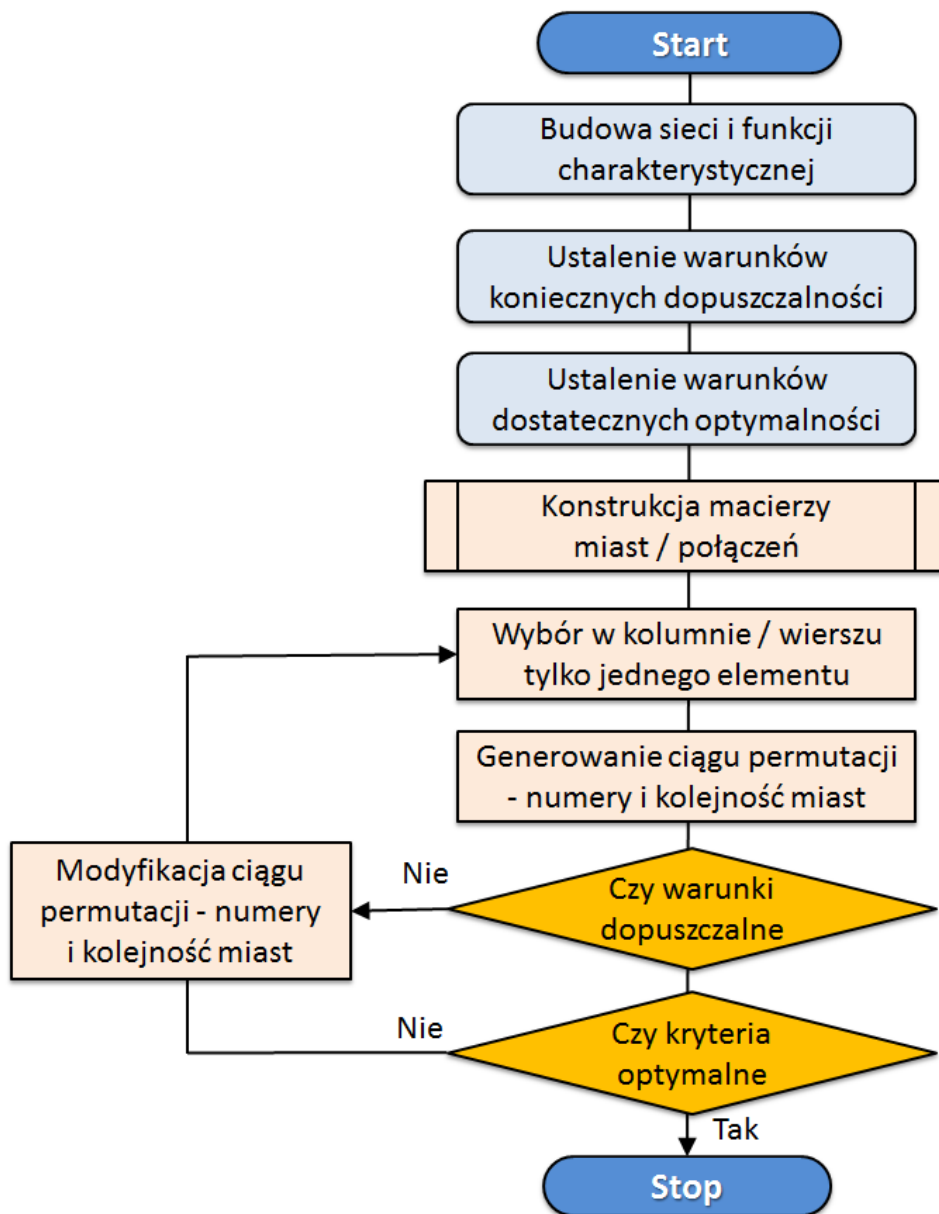 Start
Budowa sieci i funkcji
charakterystycznej
Ustalenie warunków
koniecznych dopuszczalności
Ustalenie warunków
dostatecznych optymalności
Konstrukcja macierzy
miast / połączeń
Wybór w kolumnie / wierszu
tylko jednego elementu
Generowanie ciągu permutacji
- numery i kolejność miast
Modyfikacja ciągu
permutacji - numery
i kolejność miast
Nie
Czy warunki
dopuszczalne
Nie
Czy kryteria
optymalne
Tak
Stop